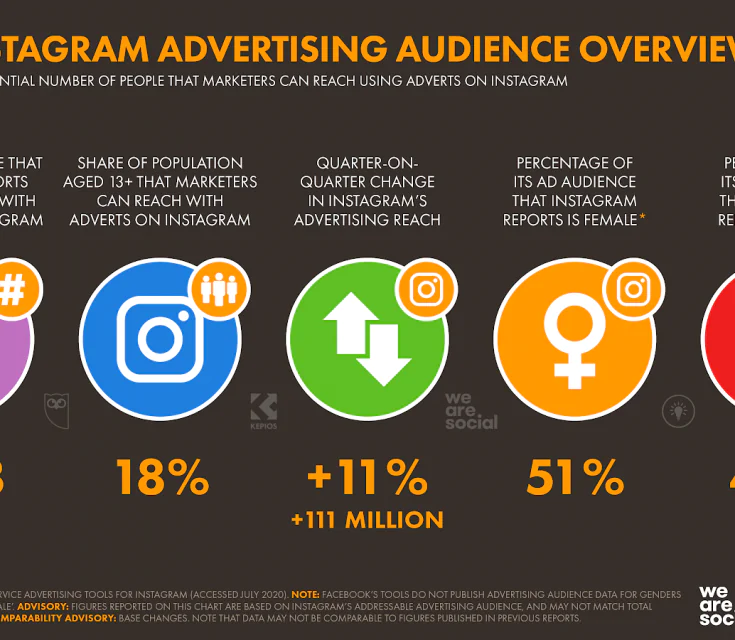 STAGRAM ADVERTISING AUDIENCE OVERVIEW
NTIAL NUMBER OF PEOPLE THAT MARKETERS CAN REACH USING ADVERTS ON INSTAGRAM
E THAT
ORTS
WITH
GRAM
SHARE OF POPULATION
AGED 13+ THAT MARKETERS
CAN REACH WITH
ADVERTS ON INSTAGRAM
QUARTER-ON-
QUARTER CHANGE
IN INSTAGRAM'S
ADVERTISING REACH
PERCENTAGE OF
ITS AD AUDIENCE
THAT INSTAGRAM
REPORTS IS FEMALE*
PE
ITS
TH
RE
#
KEPIOS
we
are
social
18%
+11%
+111 MILLION
51%
RVICE ADVERTISING TOOLS FOR INSTAGRAM (ACCESSED JULY 2020). NOTE: FACEBOOK'S TOOLS DO NOT PUBLISH ADVERTISING AUDIENCE DATA FOR GENDERS
ALE'. ADVISORY: FIGURES REPORTED ON THIS CHART ARE BASED ON INSTAGRAM'S ADDRESSABLE ADVERTISING AUDIENCE, AND MAY NOT MATCH TOTAL
MPARABILITY ADVISORY: BASE CHANGES. NOTE THAT DATA MAY NOT BE COMPARABLE TO FIGURES PUBLISHED IN PREVIOUS REPORTS.
we
are
soc